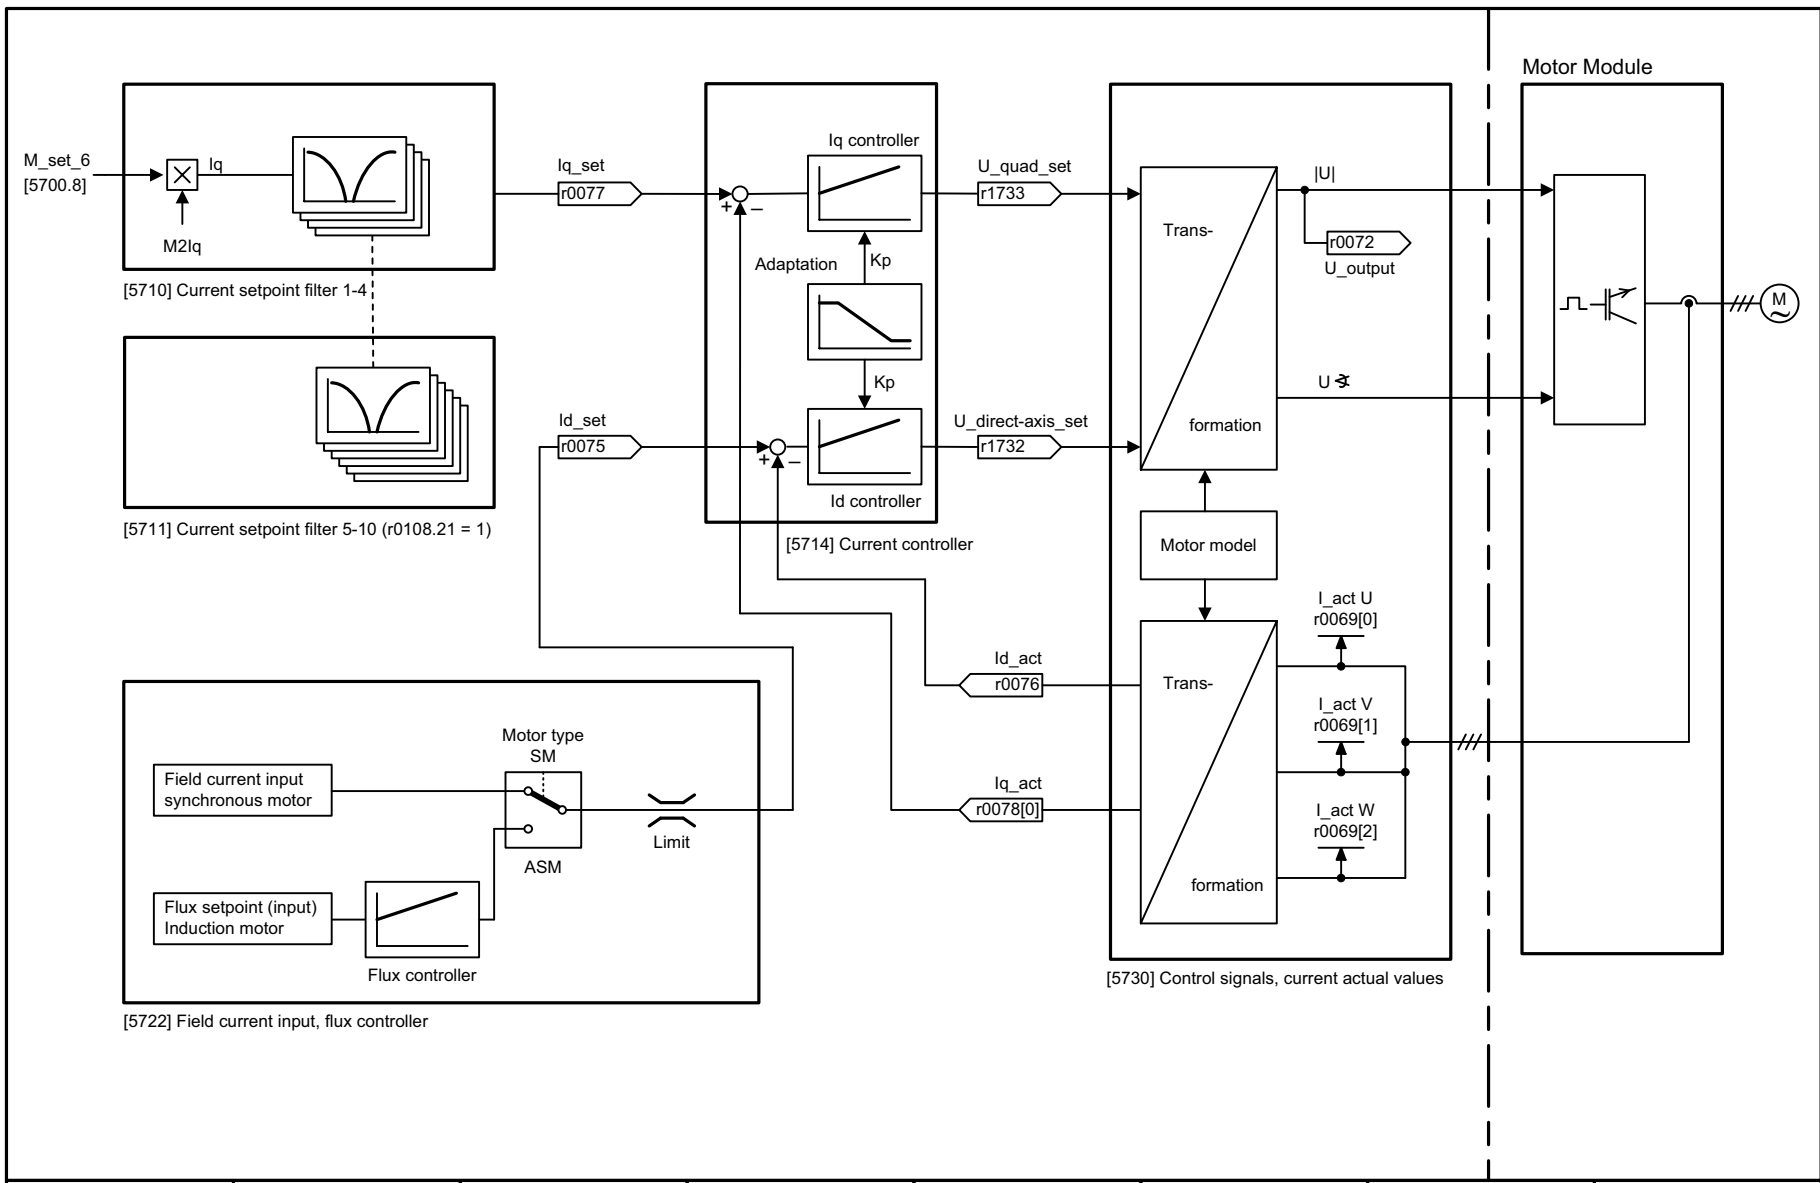 Motor Module
M_set_6
[5700.8]
Iq
M2Iq
[5710] Current setpoint filter 1-4
[5711] Current setpoint filter 5-10 (r0108.21 = 1)
Iq_set
r0077
Id_set
r0075
+
–
Iq controller
Adaptation
Kp
Kp
+
–
Id controller
[5714] Current controller
U_quad_set
r1733
U_direct-axis_set
r1732
Trans-
formation
|U|
r0072
U_output
U ∢
M
~
Motor model
Id_act
r0076
Iq_act
r0078[0]
Trans-
formation
I_act U
r0069[0]
I_act V
r0069[1]
I_act W
r0069[2]
[5730] Control signals, current actual values
Field current input
synchronous motor
Motor type
SM
ASM
Limit
Flux setpoint (input)
Induction motor
Flux controller
[5722] Field current input, flux controller